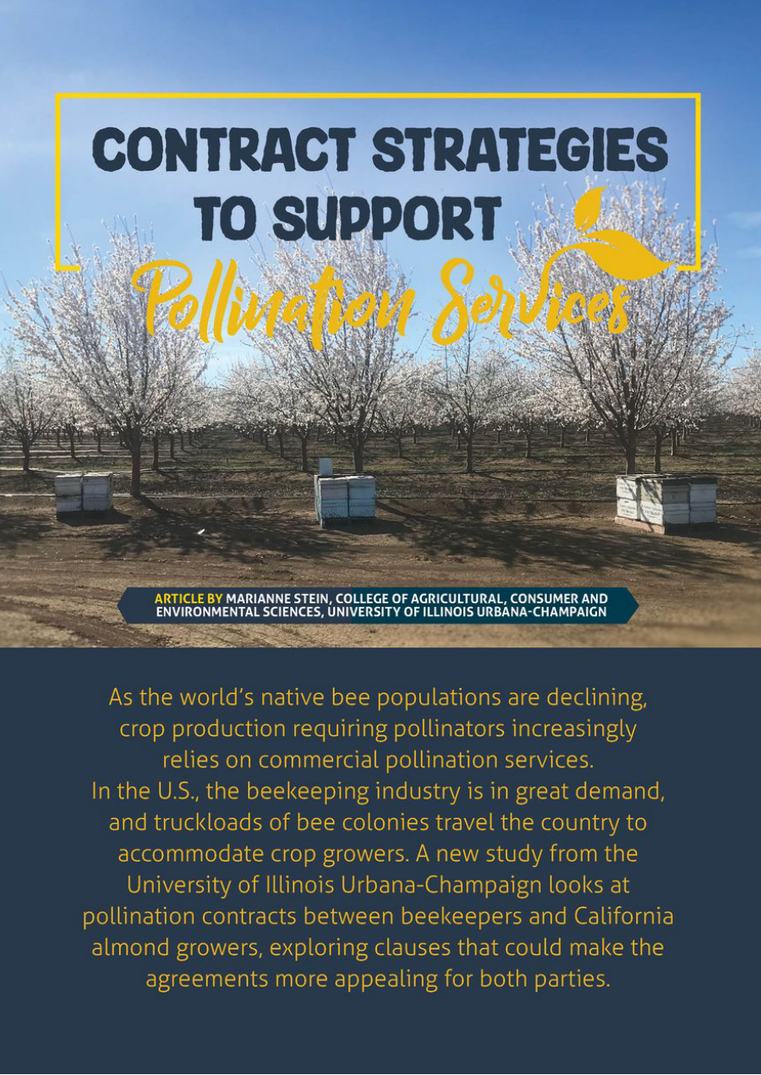 CONTRACT STRATEGIES
TO SUPPORT
Pollination Services
ARTICLE BY MARIANNE STEIN, COLLEGE OF AGRICULTURAL, CONSUMER AND
ENVIRONMENTAL SCIENCES, UNIVERSITY OF ILLINOIS URBANA-CHAMPAIGN
As the world's native bee populations are declining,
crop production requiring pollinators increasingly
relies on commercial pollination services.
In the U.S., the beekeeping industry is in great demand,
and truckloads of bee colonies travel the country to
accommodate crop growers. A new study from the
University of Illinois Urbana-Champaign looks at
pollination contracts between beekeepers and California
almond growers, exploring clauses that could make the
agreements more appealing for both parties.